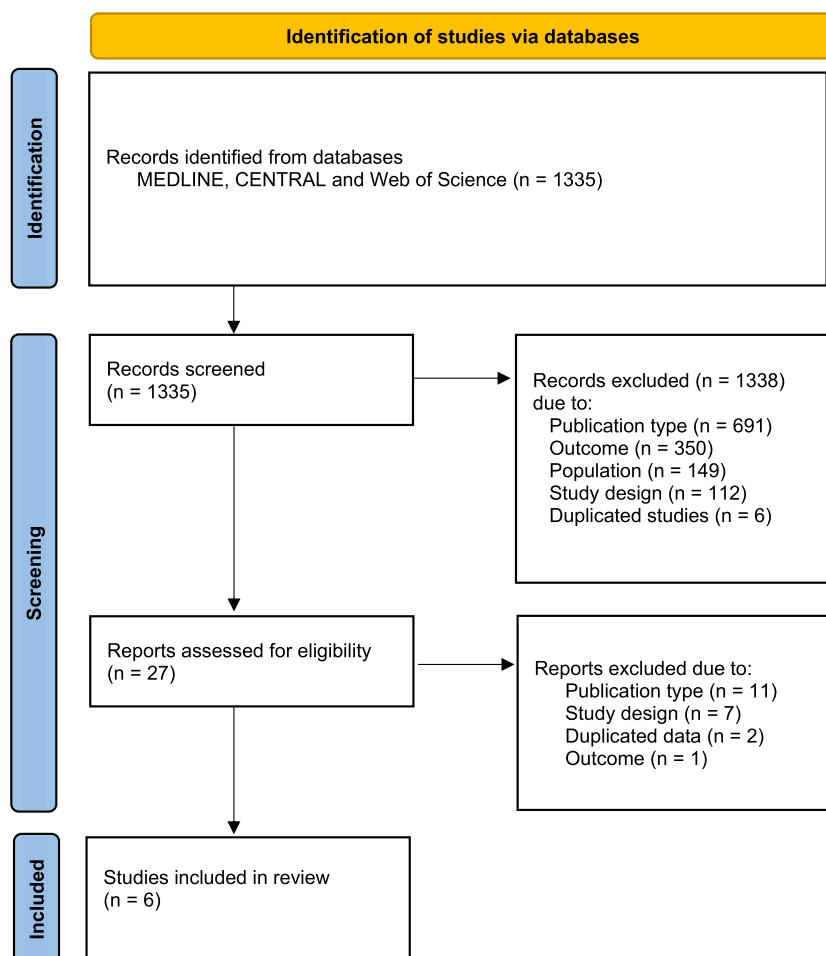 Identification of studies via databases
Identification
Records identified from databases
MEDLINE, CENTRAL and Web of Science (n = 1335)
Screening
Records screened
(n = 1335)
Records excluded (n = 1338)
due to:
Publication type (n = 691)
Outcome (n = 350)
Population (n = 149)
Study design (n = 112)
Duplicated studies (n = 6)
Reports assessed for eligibility
(n = 27)
Reports excluded due to:
Publication type (n = 11)
Study design (n = 7)
Duplicated data (n = 2)
Outcome (n = 1)
Included
Studies included in review
(n = 6)